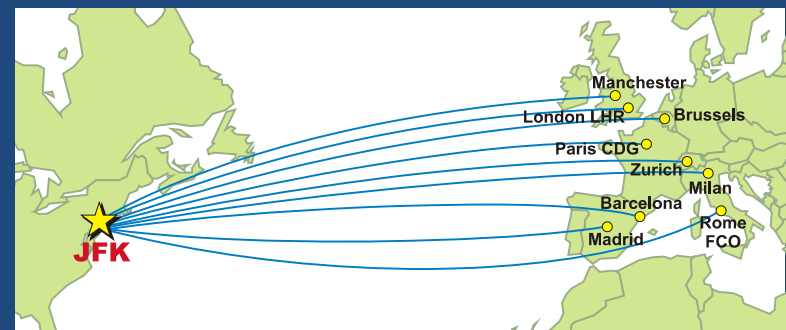 Manchester
London LHR
Brussels
Paris CDG
Zurich
Milan
Barcelona
Rome
FCO
Madrid
JFK